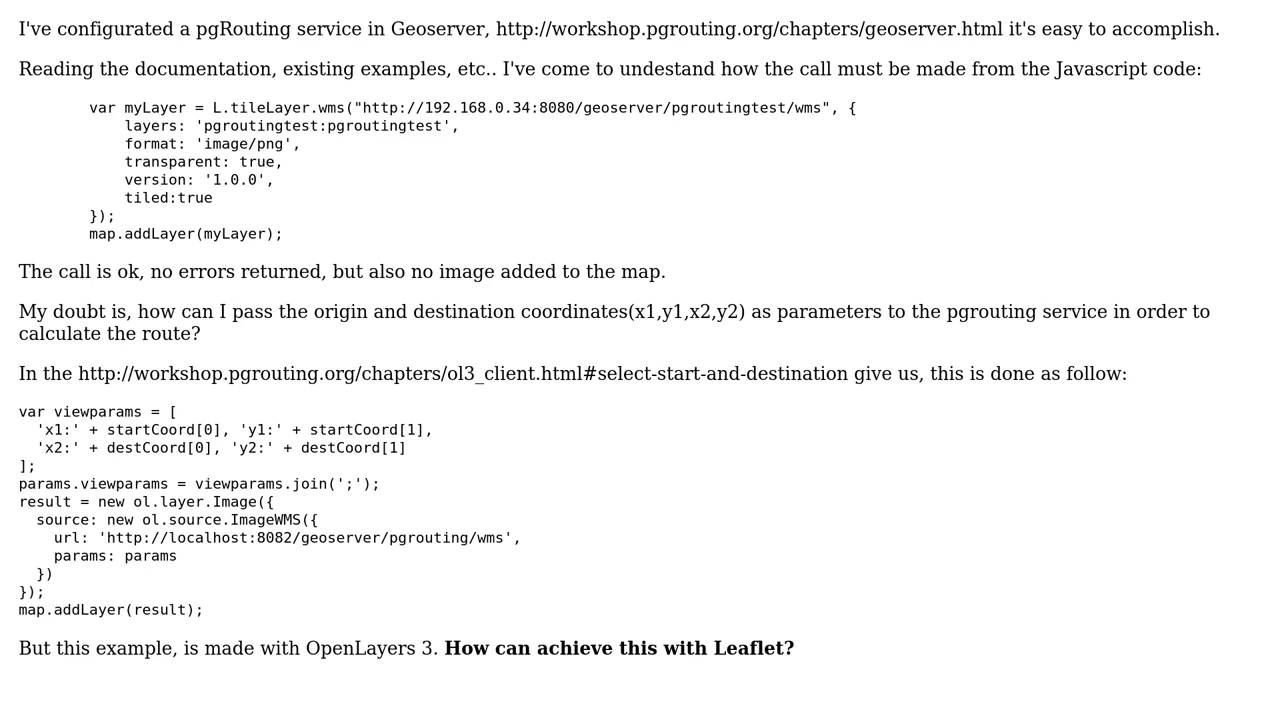 I've configurated a pgRouting service in Geoserver, http://workshop.pgrouting.org/chapters/geoserver.html it's easy to accomplish.
Reading the documentation, existing examples, etc.. I've come to undestand how the call must be made from the Javascript code:
var myLayer = L.tileLayer.wms("http://192.168.0.34:8080/geoserver/pgroutingtest/wms", {
layers: 'pgroutingtest:pgroutingtest',
format: 'image/png',
transparent: true,
version: '1.0.0',
tiled:true
});
map.addLayer(myLayer);
The call is ok, no errors returned, but also no image added to the map.
My doubt is, how can I pass the origin and destination coordinates(x1,y1,x2,y2) as parameters to the pgrouting service in order to
calculate the route?
In the http://workshop.pgrouting.org/chapters/ol3_client.html#select-start-and-destination give us, this is done as follow:
var viewparams = [
'x1:' + startCoord[0], 'y1:' + startCoord[1],
'x2:' + destCoord[0], 'y2:' + destCoord[1]
];
params.viewparams = viewparams.join(';');
result = new ol.layer.Image({
source: new ol.source.ImageWMS({
url: 'http://localhost:8082/geoserver/pgrouting/wms',
params: params
})
});
map.addLayer(result);
But this example, is made with OpenLayers 3. How can achieve this with Leaflet?